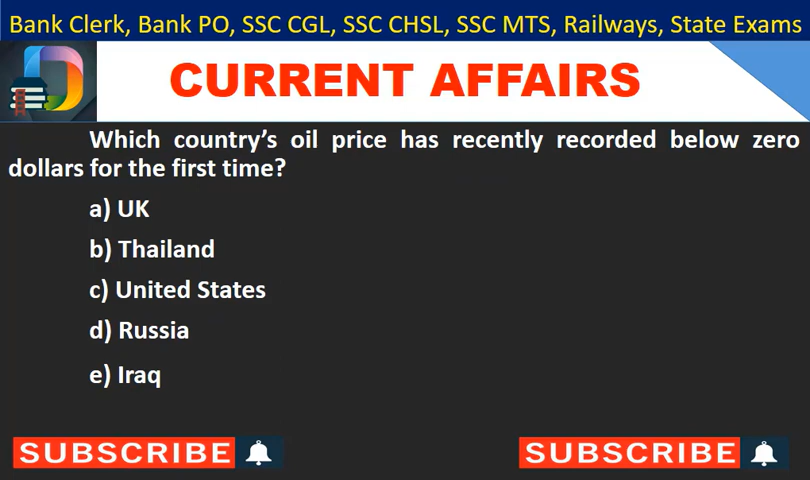 Bank Clerk, Bank PO, SSC CGL, SSC CHSL, SSC MTS, Railways, State Exams
CURRENT AFFAIRS
Which country's oil price has recently recorded below zero
dollars for the first time?
a) UK
b) Thailand
c) United States
d) Russia
e) Iraq
SUBSCRIBE
SUBSCRIBE